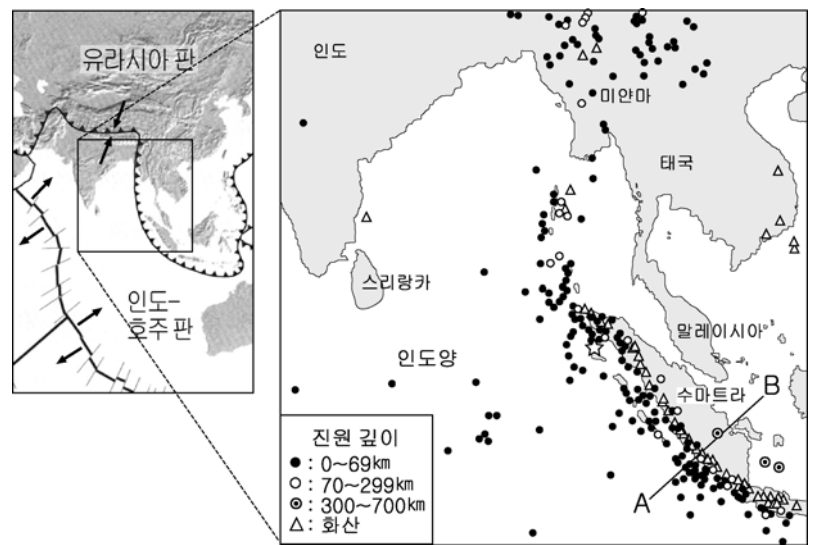 유라시아 판
인도-
호주 판
인도
미얀마
태국
스리랑카
말레이시아
인도양
수마트라
B
A
진원 깊이
● : 0~69㎞
○ : 70~299㎞
◉ : 300~700㎞
△ : 화산